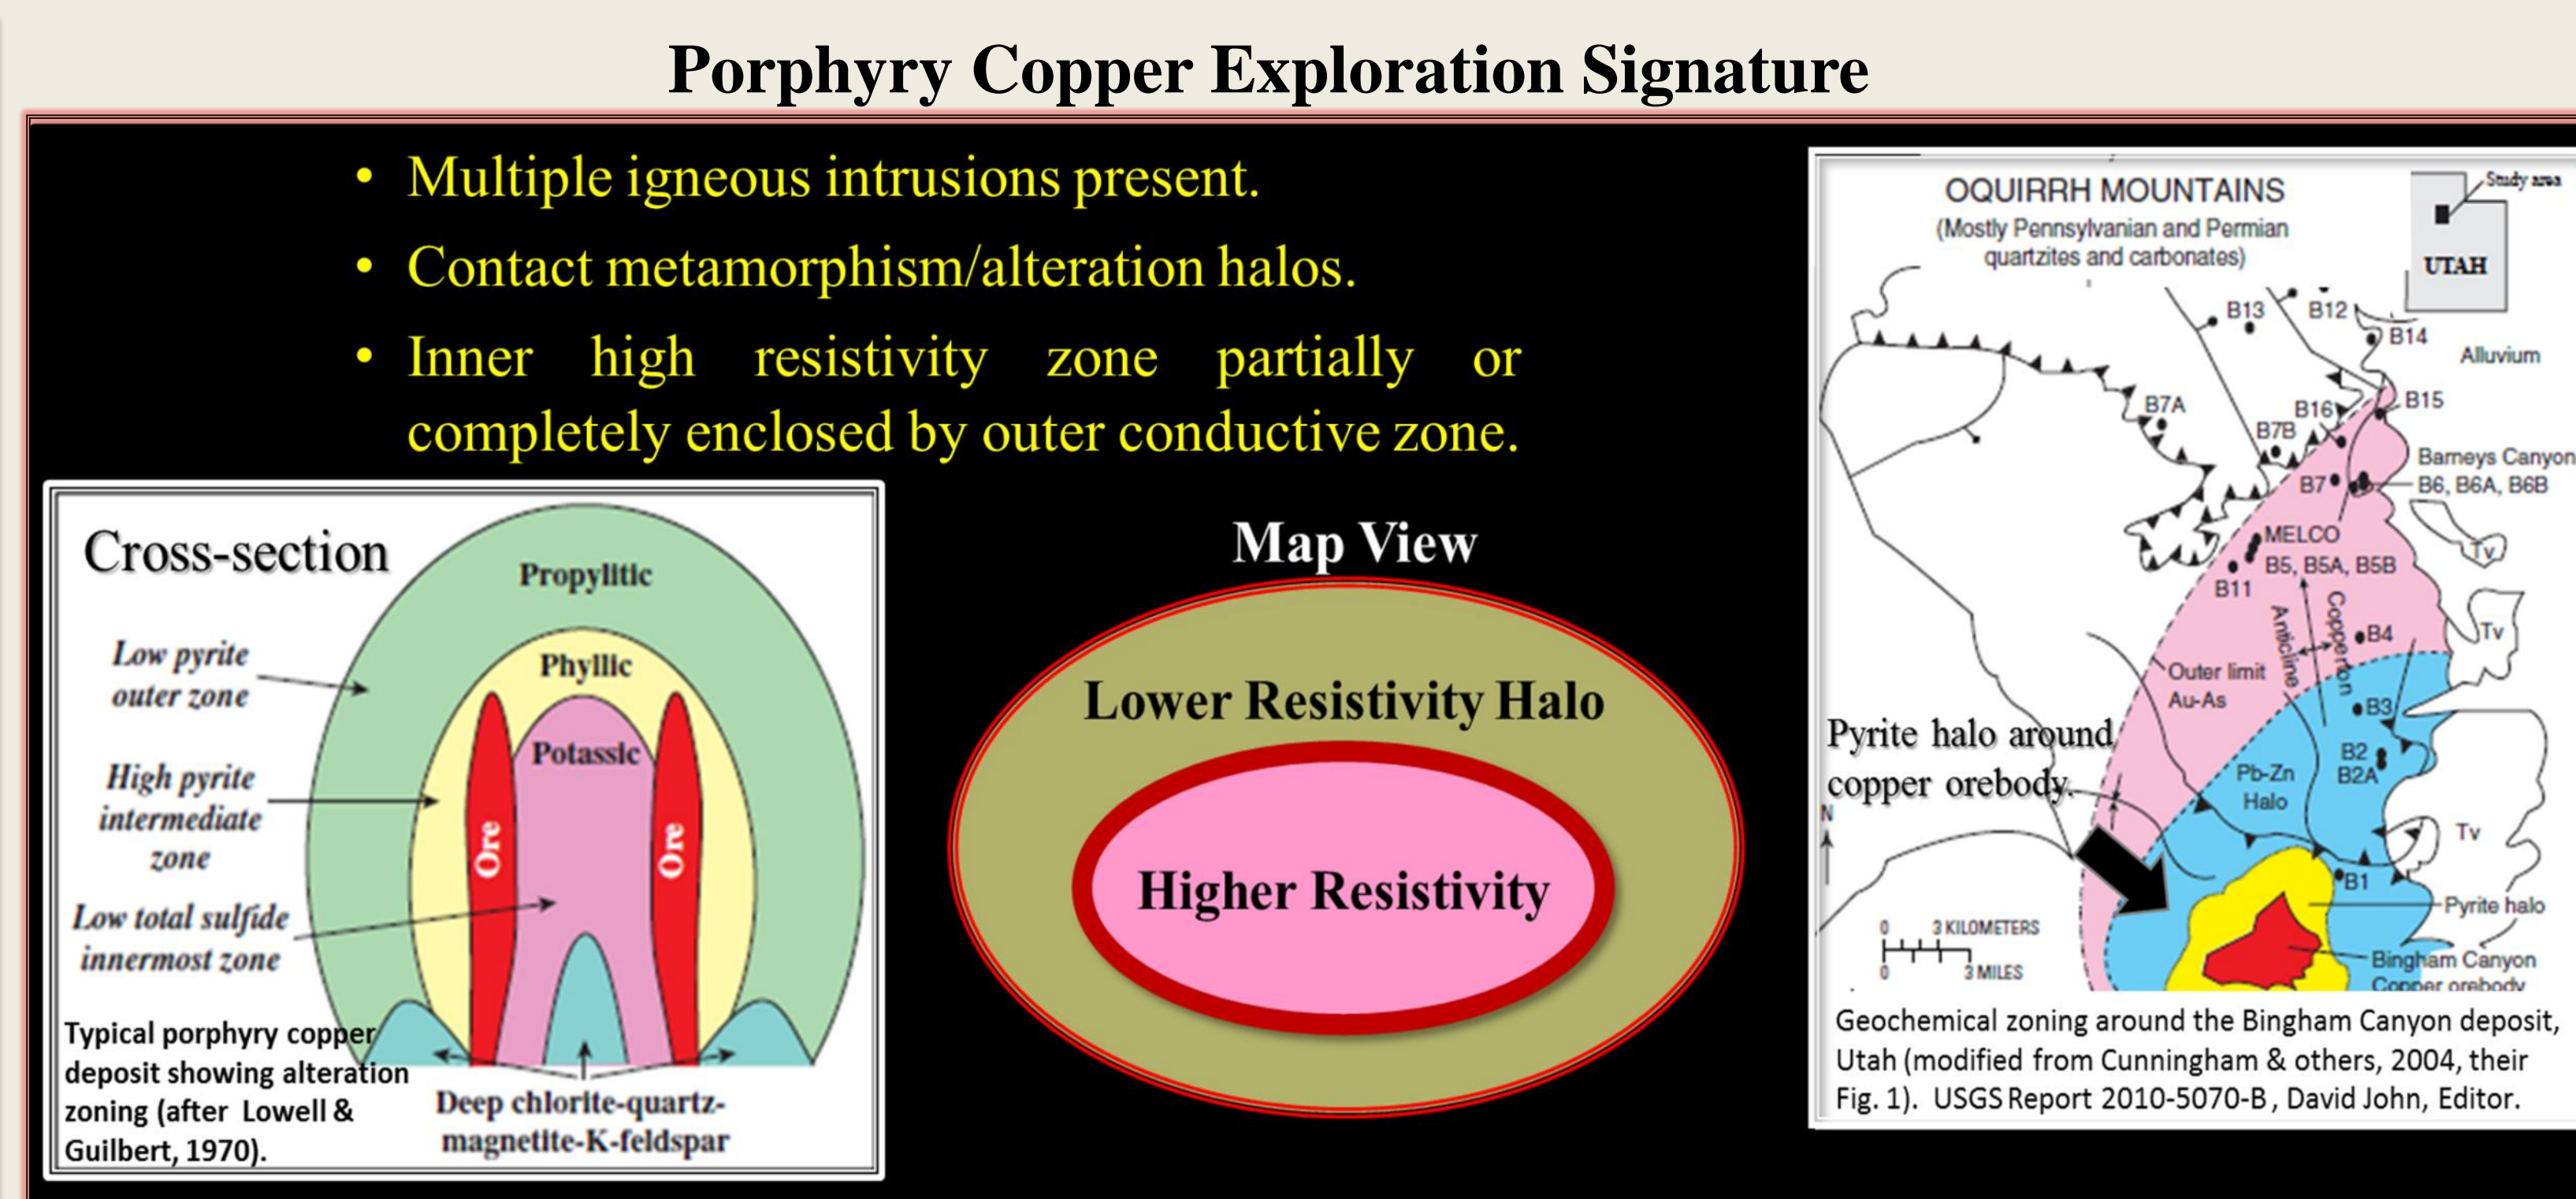 Porphyry Copper Exploration Signature
• Multiple igneous intrusions present.
• Contact metamorphism/alteration halos.
• Inner high resistivity zone partially or
completely enclosed by outer conductive zone.
Cross-section
Propylitic
Low pyrite
outer zone
Phyllic
Potassic
High pyrite
intermediate
zone
Ore
Ore
Low total sulfide
innermost zone
Typical porphyry copper
deposit showing alteration
zoning (after Lowell &
Guilbert, 1970).
Deep chlorite-quartz-
magnetite-K-feldspar
Map View
Lower Resistivity Halo
Higher Resistivity
OQUIRRH MOUNTAINS
(Mostly Pennsylvanian and Permian
quartzites and carbonates)
Study area
UTAH
B13
B12
B14
Alluvium
B7A
B16
B15
B7B
Barneys Canyon
B7
B6, B6A, B6B
MELCO
Tv
B5, B5A, B5B
B11
Copperton
Anticline
B4
Tv
Outer limit
Au-As
B3
Pyrite halo around
copper orebody.
B2
B2A
Pb-Zn
Halo
N
Tv
B1
Pyrite halo
0 3 KILOMETERS
0 3 MILES
Bingham Canyon
Copper orebody
Geochemical zoning around the Bingham Canyon deposit,
Utah (modified from Cunningham & others, 2004, their
Fig. 1). USGS Report 2010-5070-B, David John, Editor.